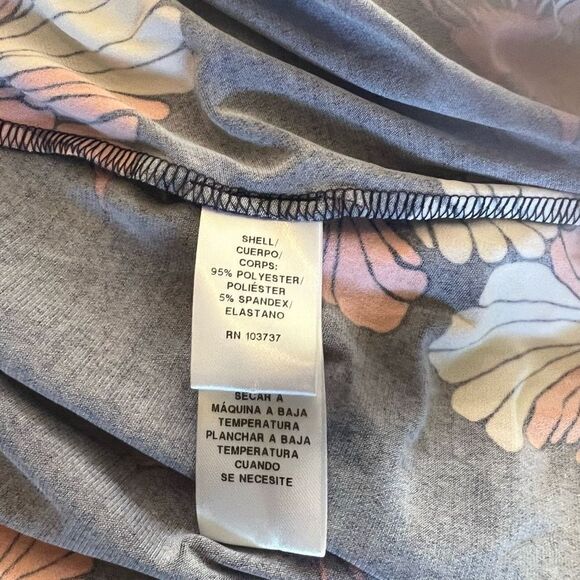 SHELL/
CUERPO/
CORPS:
95% POLYESTER/
POLIÉSTER
5% SPANDEX/
ELASTANO
RN 103737
SECAR A
MÁQUINA A BAJA
TEMPERATURA
PLANCHAR A BAJA
TEMPERATURA
CUANDO
SE NECESITE